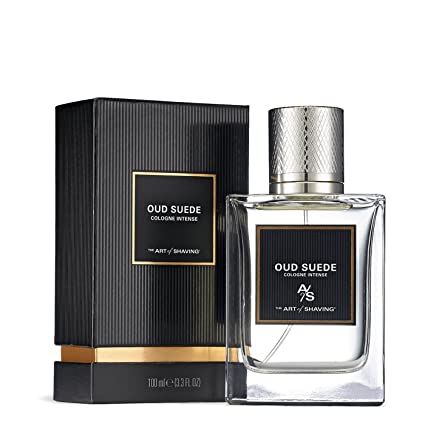 OUD SUEDE
COLOGNE INTENSE
THE ART of SHAVING®
100 ml e (3.3 FL OZ)
OUD SUEDE
COLOGNE INTENSE
A/S
THE ART of SHAVING®